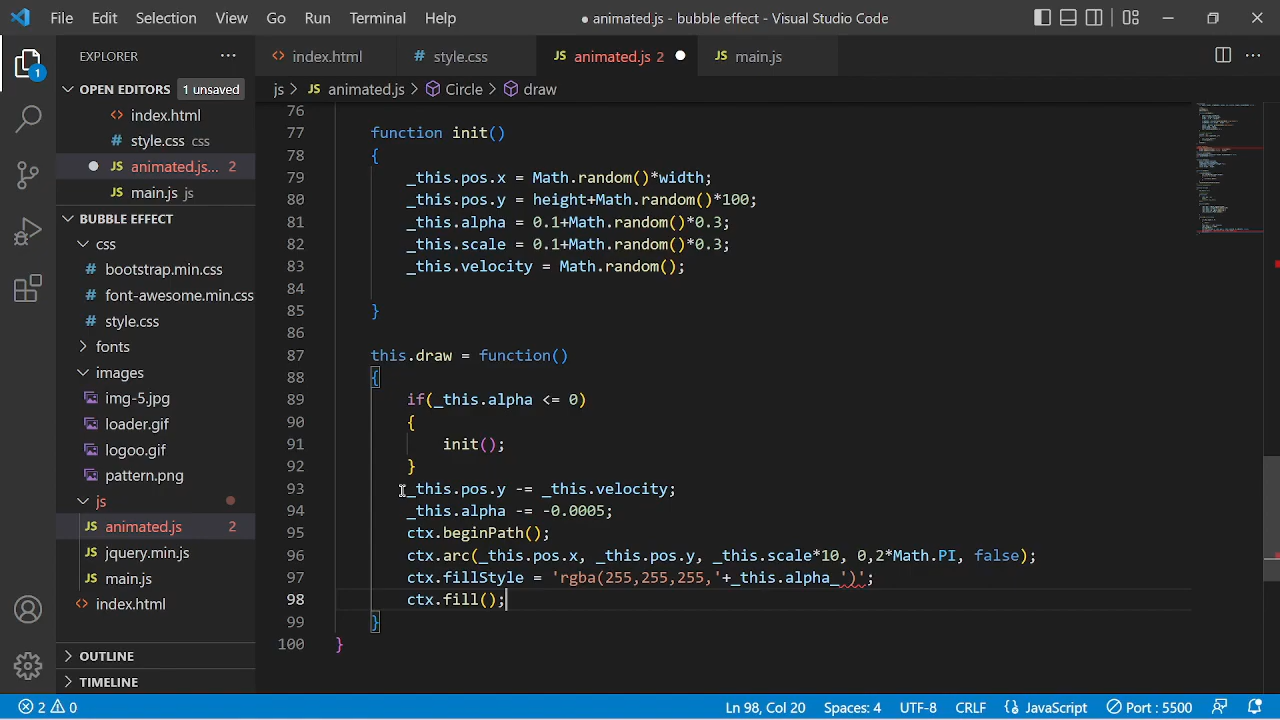 File Edit Selection View Go Run Terminal Help
● animated.js - bubble effect - Visual Studio Code
EXPLORER
index.html
style.css
JS animated.js 2
JS main.js
OPEN EDITORS 1 unsaved
js > JS animated.js > Circle > draw
index.html
style.css css
JS animated.js... 2
JS main.js js
BUBBLE EFFECT
css
bootstrap.min.css
font-awesome.min.css
style.css
fonts
images
img-5.jpg
loader.gif
logoo.gif
pattern.png
js
JS animated.js 2
JS jquery.min.js
JS main.js
index.html
OUTLINE
TIMELINE
1
76
77 function init()
78 {
79 _this.pos.x = Math.random()*width;
80 _this.pos.y = height+Math.random()*100;
81 _this.alpha = 0.1+Math.random()*0.3;
82 _this.scale = 0.1+Math.random()*0.3;
83 _this.velocity = Math.random();
84
85 }
86
87 this.draw = function()
88 {
89 if(_this.alpha <= 0)
90 {
91 init();
92 }
93 _this.pos.y -= _this.velocity;
94 _this.alpha -= -0.0005;
95 ctx.beginPath();
96 ctx.arc(_this.pos.x, _this.pos.y, _this.scale*10, 0,2*Math.PI, false);
97 ctx.fillStyle = 'rgba(255,255,255,'+_this.alpha_')';
98 ctx.fill();
99 }
100 }
2 0
Ln 98, Col 20 Spaces: 4 UTF-8 CRLF {} JavaScript Port : 5500